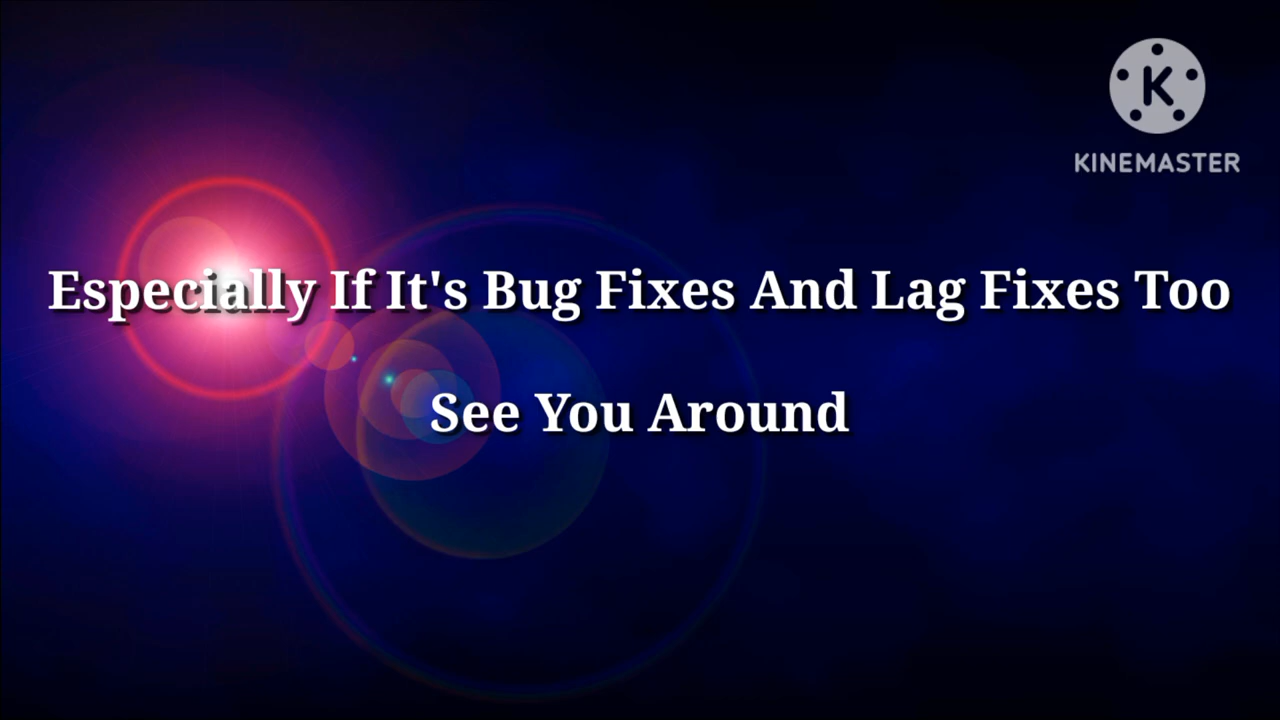 K
KINEMASTER
Especially If It's Bug Fixes And Lag Fixes Too
See You Around